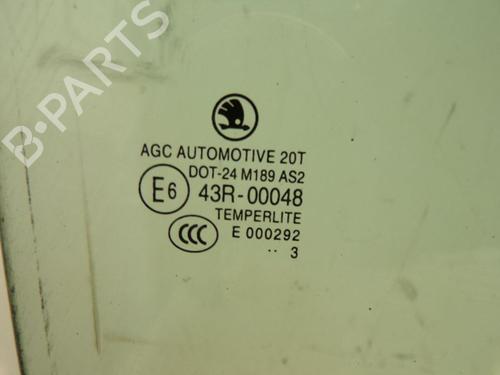 B-PARTS
AGC AUTOMOTIVE 20T
DOT-24 M189 AS2
E6 43R-00048
TEMPERLITE
CCC E 000292
.. 3